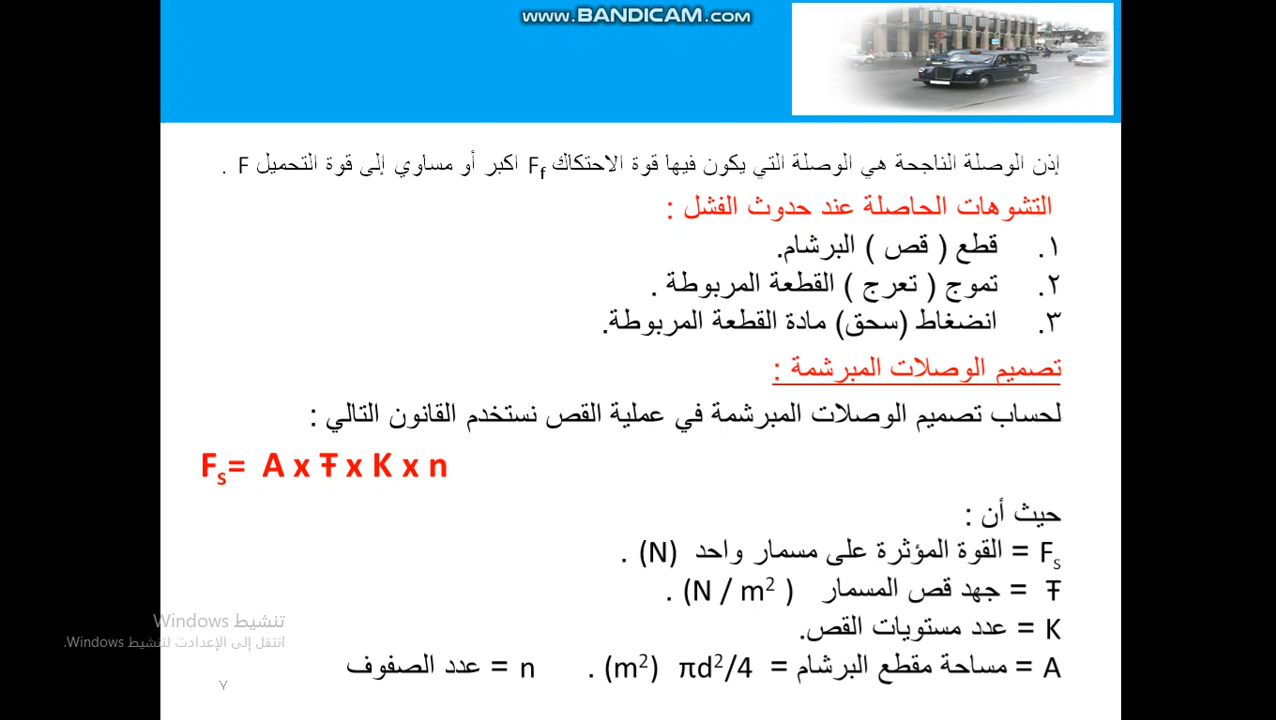 www.BANDICAM.com
إذن الوصلة الناجحة هي الوصلة التي يكون فيها قوة الاحتكاك Ff اكبر أو مساوي إلى قوة التحميل F .
التشوهات الحاصلة عند حدوث الفشل :
١. قطع ( قص ) البرشام.
٢. تموج ( تعرج ) القطعة المربوطة .
٣. انضغاط (سحق) مادة القطعة المربوطة.
تصميم الوصلات المبرشمة :
لحساب تصميم الوصلات المبرشمة في عملية القص نستخدم القانون التالي :
Fs= A x Ŧ x K x n
حيث أن :
Fs = القوة المؤثرة على مسمار واحد (N) .
Ŧ = جهد قص المسمار ( N / m²) .
K = عدد مستويات القص.
A = مساحة مقطع البرشام = πd²/4 (m²) . n = عدد الصفوف
تنشيط Windows
انتقل إلى الإعدادت لتنشيط Windows.
٧